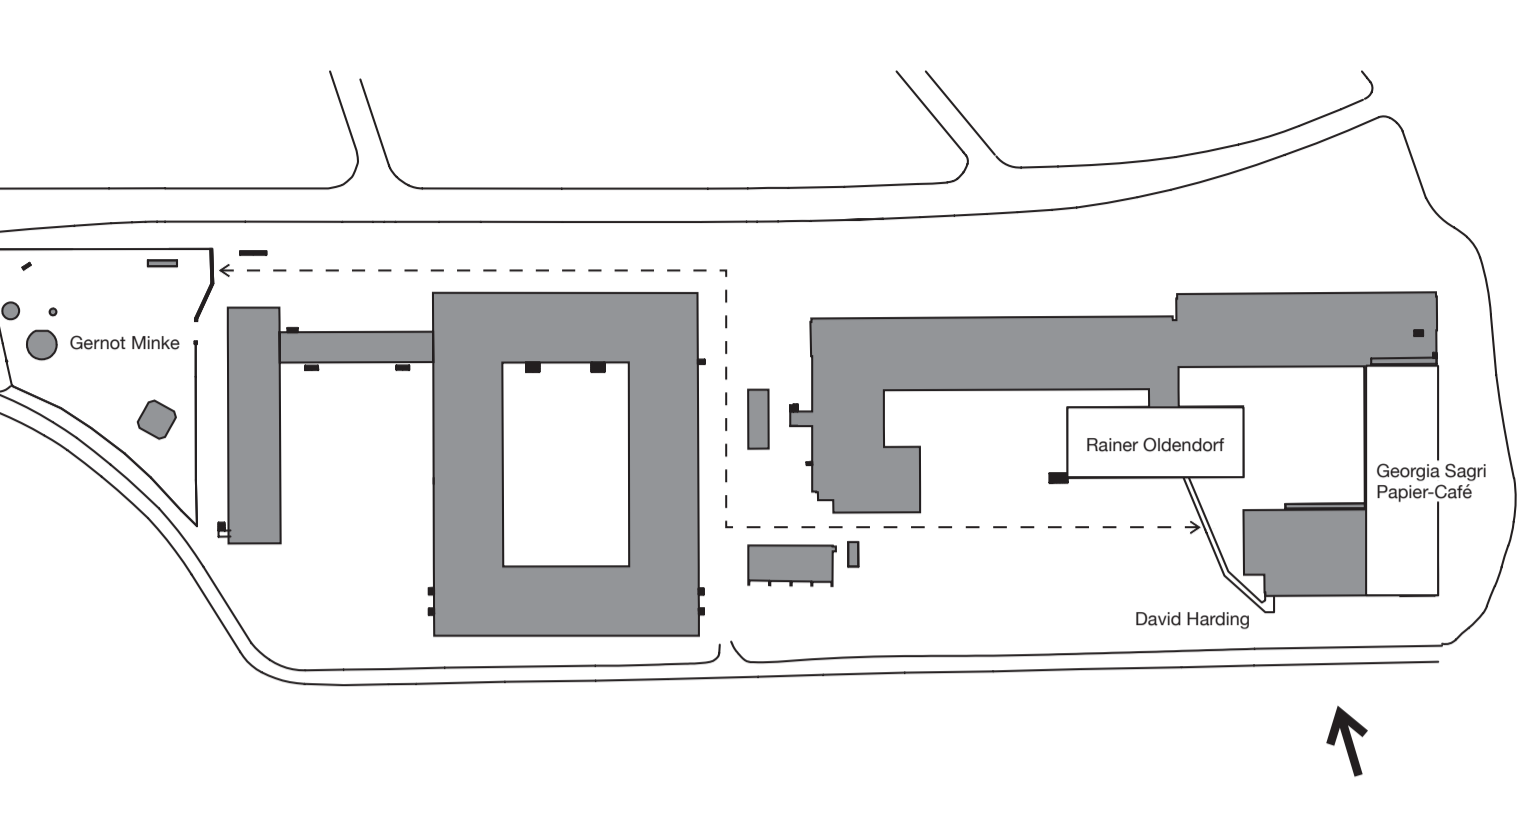 Gernot Minke
Rainer Oldendorf
Georgia Sagri
Papier-Café
David Harding